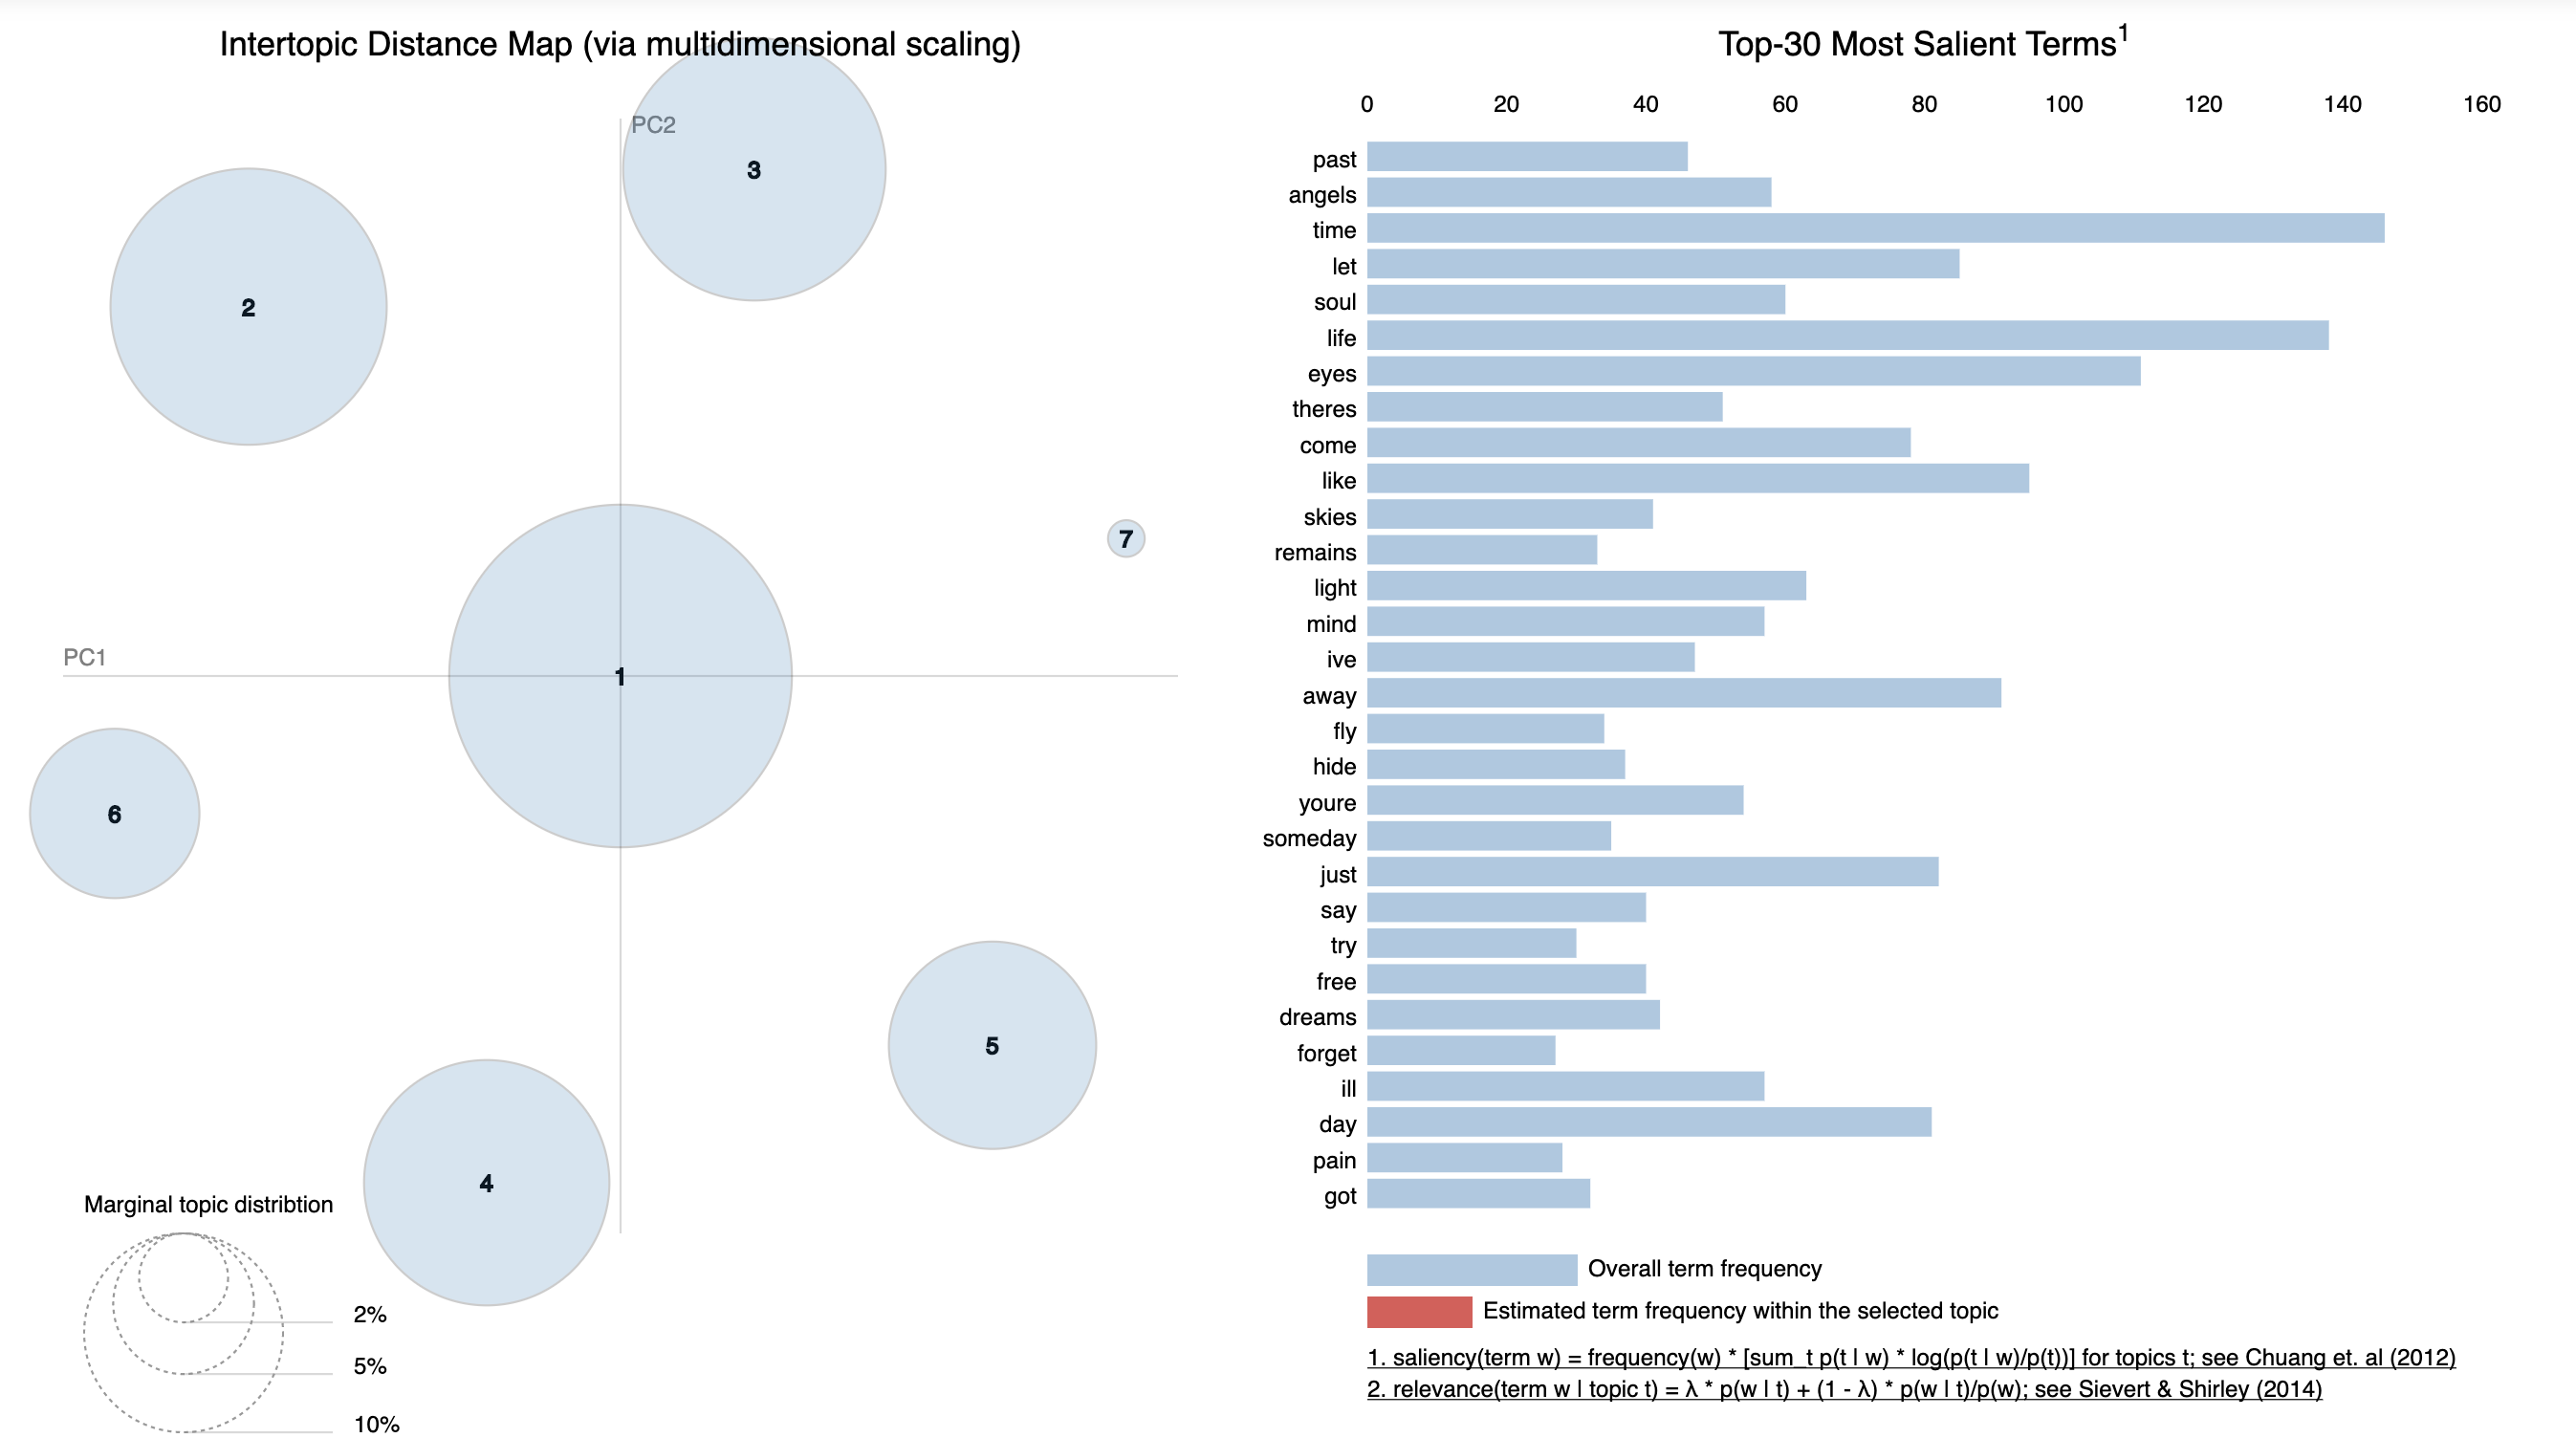 Intertopic Distance Map (via multidimensional scaling)
PC2
3
2
7
1
PC1
6
5
4
Marginal topic distribtion
2%
5%
10%
Top-30 Most Salient Terms1
0 20 40 60 80 100 120 140 160
past
angels
time
let
soul
life
eyes
theres
come
like
skies
remains
light
mind
ive
away
fly
hide
youre
someday
just
say
try
free
dreams
forget
ill
day
pain
got
Overall term frequency
Estimated term frequency within the selected topic
1. saliency(term w) = frequency(w) * [sum_t p(t | w) * log(p(t | w)/p(t))] for topics t; see Chuang et. al (2012)
2. relevance(term w | topic t) = λ * p(w | t) + (1 - λ) * p(w | t)/p(w); see Sievert & Shirley (2014)